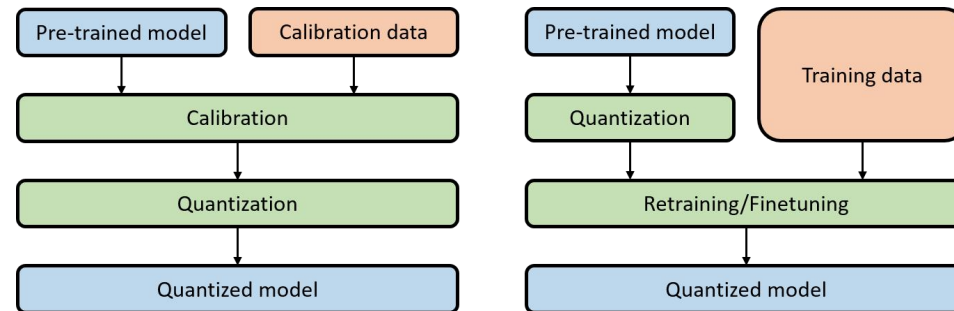 Pre-trained model
Calibration data
Calibration
Quantization
Quantized model
Pre-trained model
Training data
Quantization
Retraining/Finetuning
Quantized model